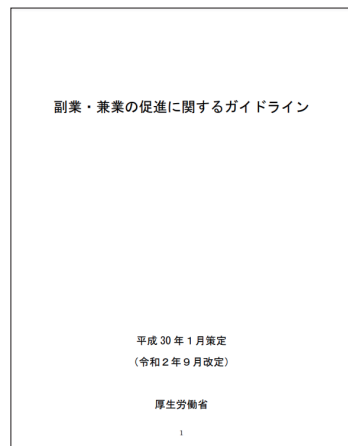 副業・兼業の促進に関するガイドライン
平成 30 年１月策定
（令和２年９月改定）
厚生労働省
1